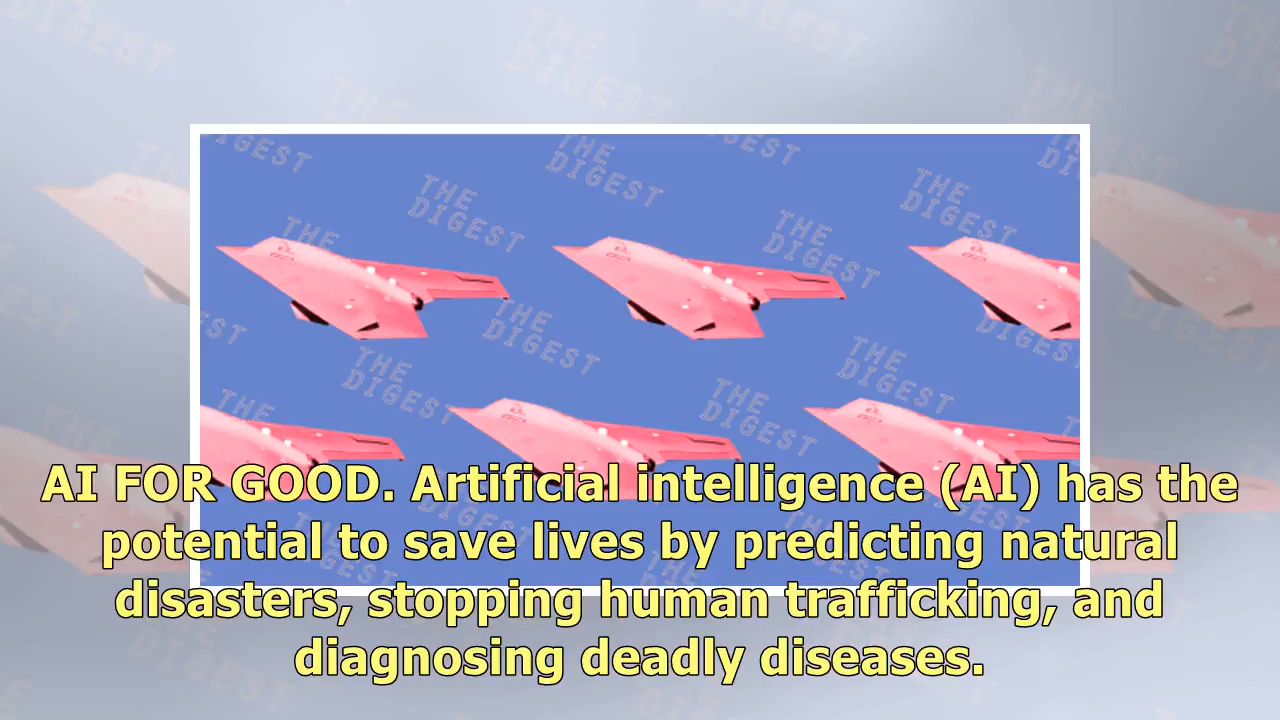 THE
DIGEST
AI FOR GOOD. Artificial intelligence (AI) has the
potential to save lives by predicting natural
disasters, stopping human trafficking, and
diagnosing deadly diseases.